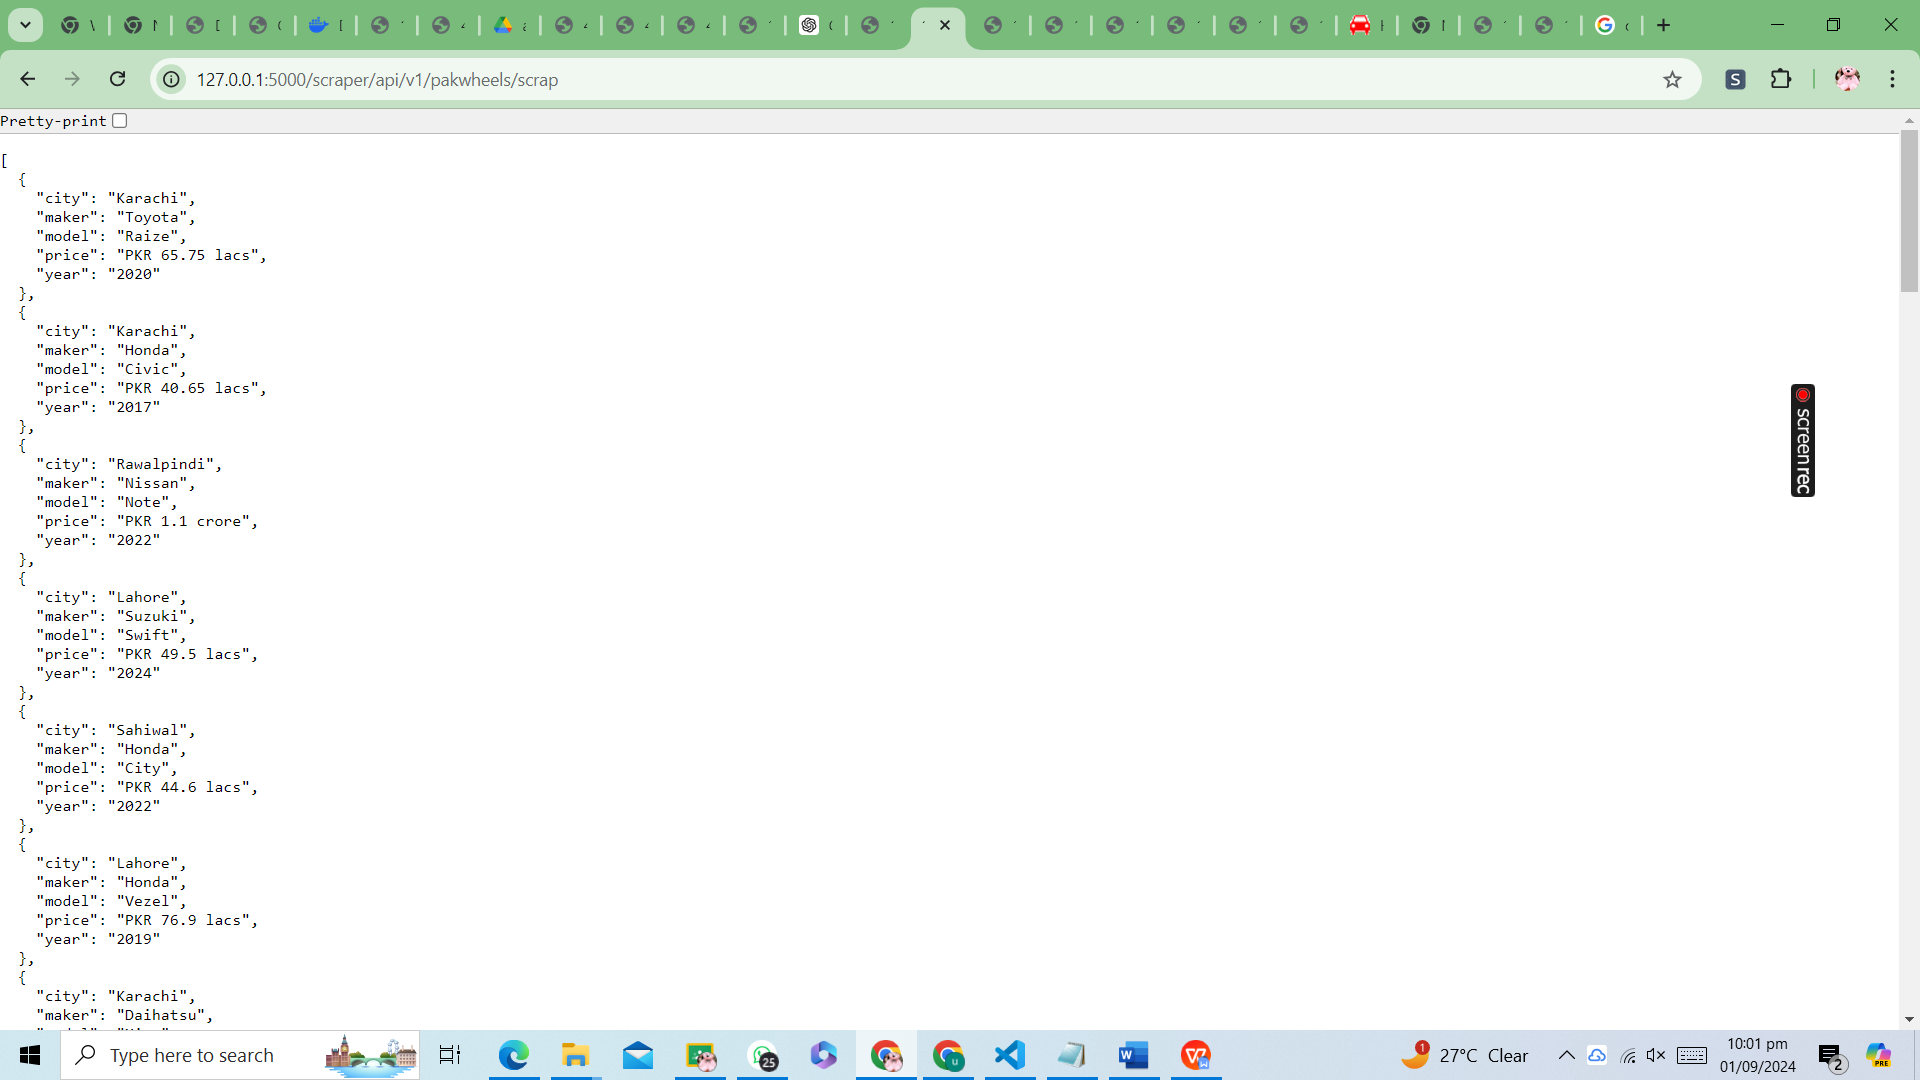 127.0.0.1:5000/scraper/api/v1/pakwheels/scrap
Pretty-print
[
{
"city": "Karachi",
"maker": "Toyota",
"model": "Raize",
"price": "PKR 65.75 lacs",
"year": "2020"
},
{
"city": "Karachi",
"maker": "Honda",
"model": "Civic",
"price": "PKR 40.65 lacs",
"year": "2017"
},
{
"city": "Rawalpindi",
"maker": "Nissan",
"model": "Note",
"price": "PKR 1.1 crore",
"year": "2022"
},
{
"city": "Lahore",
"maker": "Suzuki",
"model": "Swift",
"price": "PKR 49.5 lacs",
"year": "2024"
},
{
"city": "Sahiwal",
"maker": "Honda",
"model": "City",
"price": "PKR 44.6 lacs",
"year": "2022"
},
{
"city": "Lahore",
"maker": "Honda",
"model": "Vezel",
"price": "PKR 76.9 lacs",
"year": "2019"
},
{
"city": "Karachi",
"maker": "Daihatsu",
screenrec
Type here to search
25
1
27°C Clear
10:01 pm
01/09/2024
2
PRE